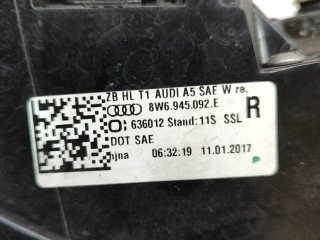 ZB HL T1 AUDI A5 SAE W re.
8W6.945.092.E R
636012 Stand: 11S SSL
DOT SAE
hjna 06:32:19 11.01.2017